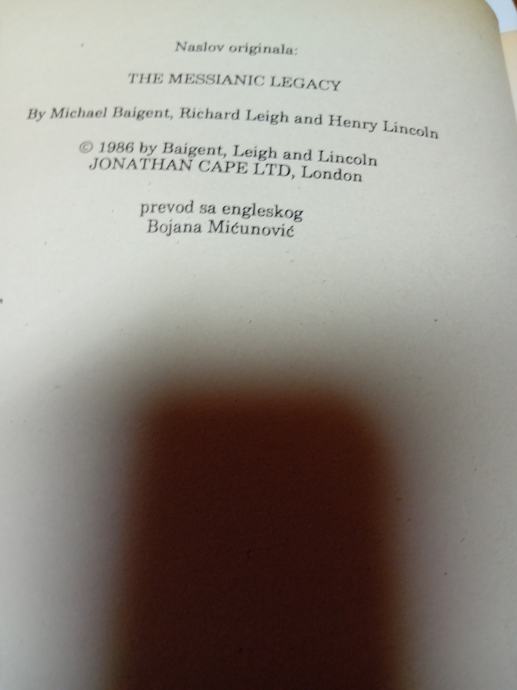 Naslov originala:
THE MESSIANIC LEGACY
By Michael Baigent, Richard Leigh and Henry Lincoln
© 1986 by Baigent, Leigh and Lincoln
JONATHAN CAPE LTD, London
prevod sa engleskog
Bojana Mićunović